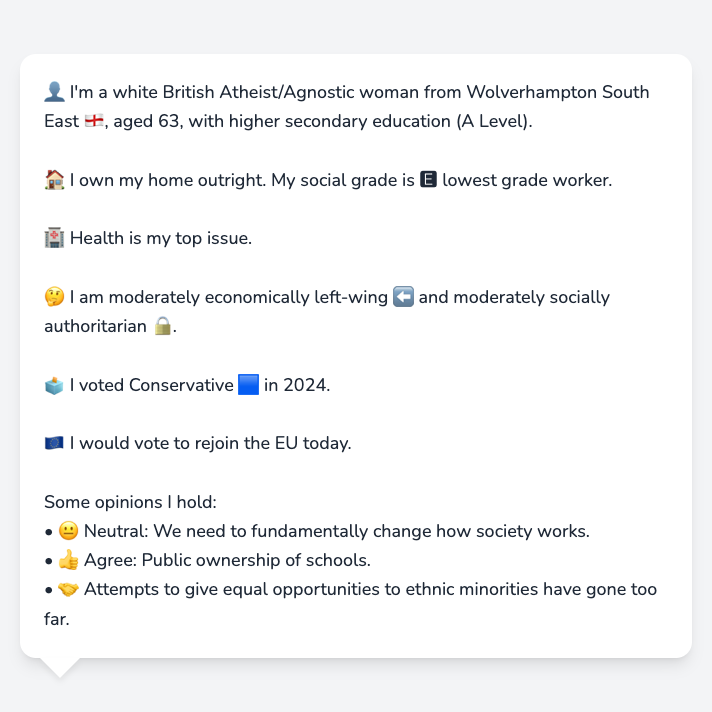 👤 I'm a white British Atheist/Agnostic woman from Wolverhampton South
East 🏴󠁧󠁢󠁥󠁮󠁧󠁿, aged 63, with higher secondary education (A Level).
🏠 I own my home outright. My social grade is 🅴 lowest grade worker.
🏥 Health is my top issue.
🤔 I am moderately economically left-wing ⬅️ and moderately socially
authoritarian 🔒.
🗳️ I voted Conservative 🟦 in 2024.
🇪🇺 I would vote to rejoin the EU today.
Some opinions I hold:
• 😐 Neutral: We need to fundamentally change how society works.
• 👍 Agree: Public ownership of schools.
• 🤝 Attempts to give equal opportunities to ethnic minorities have gone too
far.